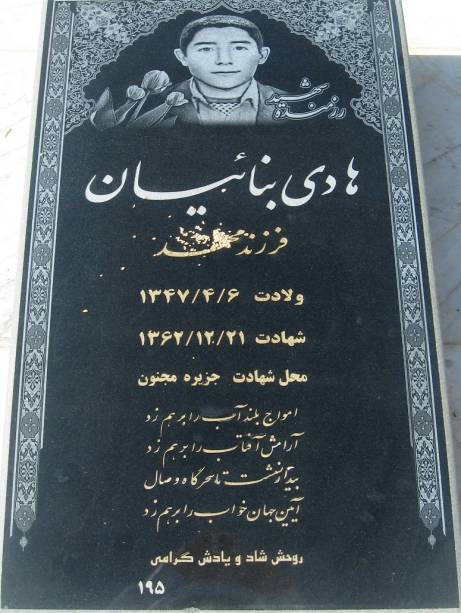 شهید
رزمنده
هادی بنائیان
فرزند محمد
ولادت ۱۳۴۷/۴/۶
شهادت ۱۳۶۲/۱۲/۲۱
محل شهادت جزیره مجنون
امواج بلند آب را برهم زد
آرامش آفتاب را برهم زد
بیدار نشست تا سحرگاه وصال
آیین جهان خواب را برهم زد
روحش شاد و یادش گرامی
۱۹۵